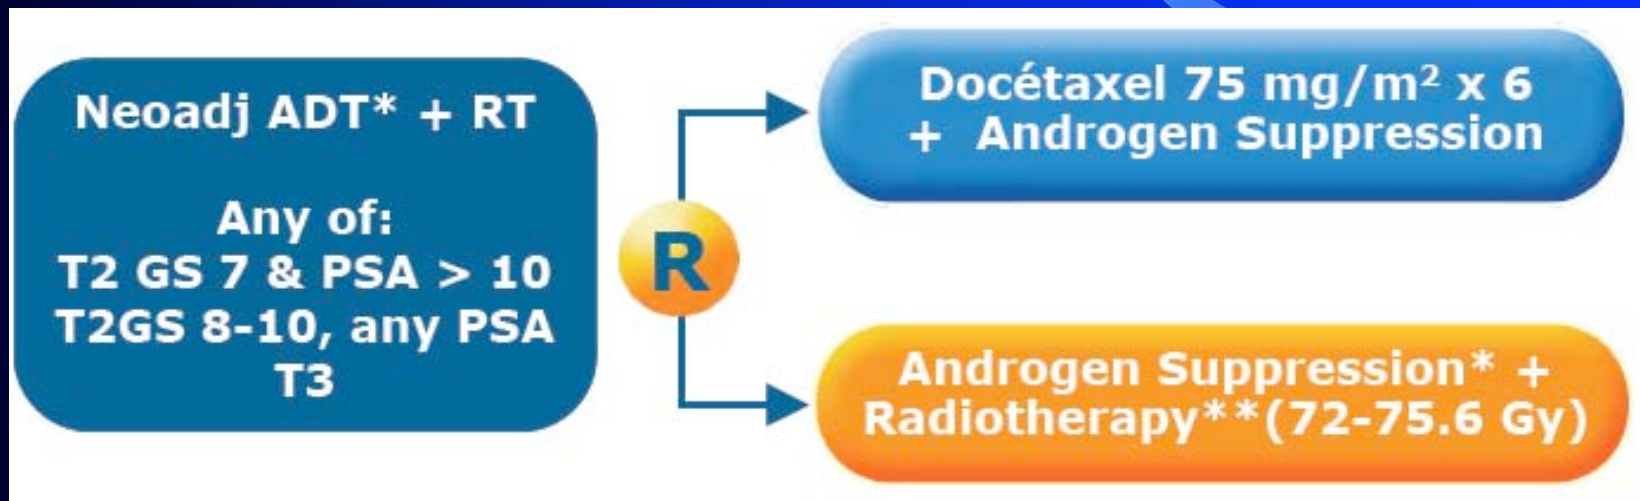 Neoadj ADT* + RT
Any of:
T2 GS 7 & PSA > 10
T2GS 8-10, any PSA
T3
R
Docétaxel 75 mg/m² x 6
+ Androgen Suppression
Androgen Suppression* +
Radiotherapy**(72-75.6 Gy)